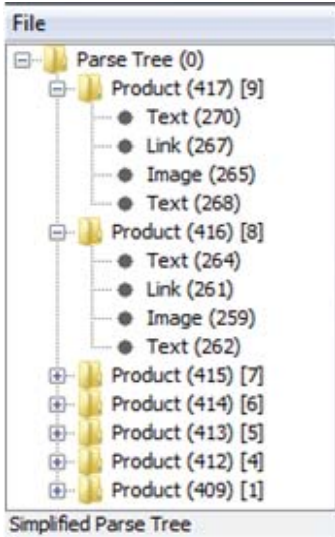 File
Parse Tree (0)
Product (417) [9]
Text (270)
Link (267)
Image (265)
Text (268)
Product (416) [8]
Text (264)
Link (261)
Image (259)
Text (262)
Product (415) [7]
Product (414) [6]
Product (413) [5]
Product (412) [4]
Product (409) [1]
Simplified Parse Tree